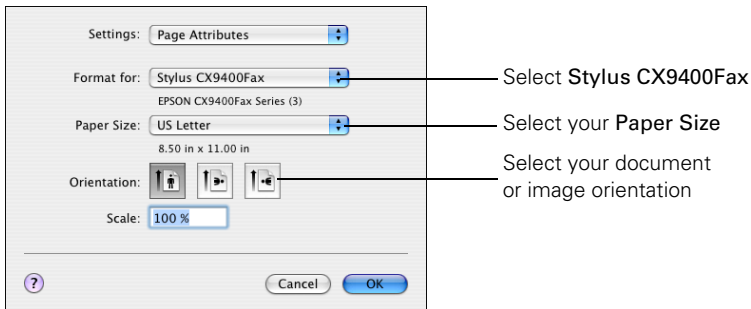 Settings: Page Attributes
Format for: Stylus CX9400Fax
EPSON CX9400Fax Series (3)
Select Stylus CX9400Fax
Paper Size: US Letter
8.50 in x 11.00 in
Select your Paper Size
Orientation:
Select your document
or image orientation
Scale: 100 %
? Cancel OK